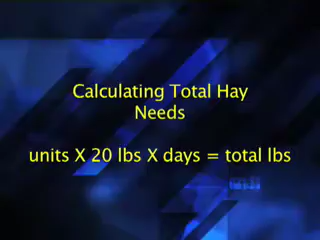 Calculating Total Hay
Needs
units X 20 lbs X days = total lbs